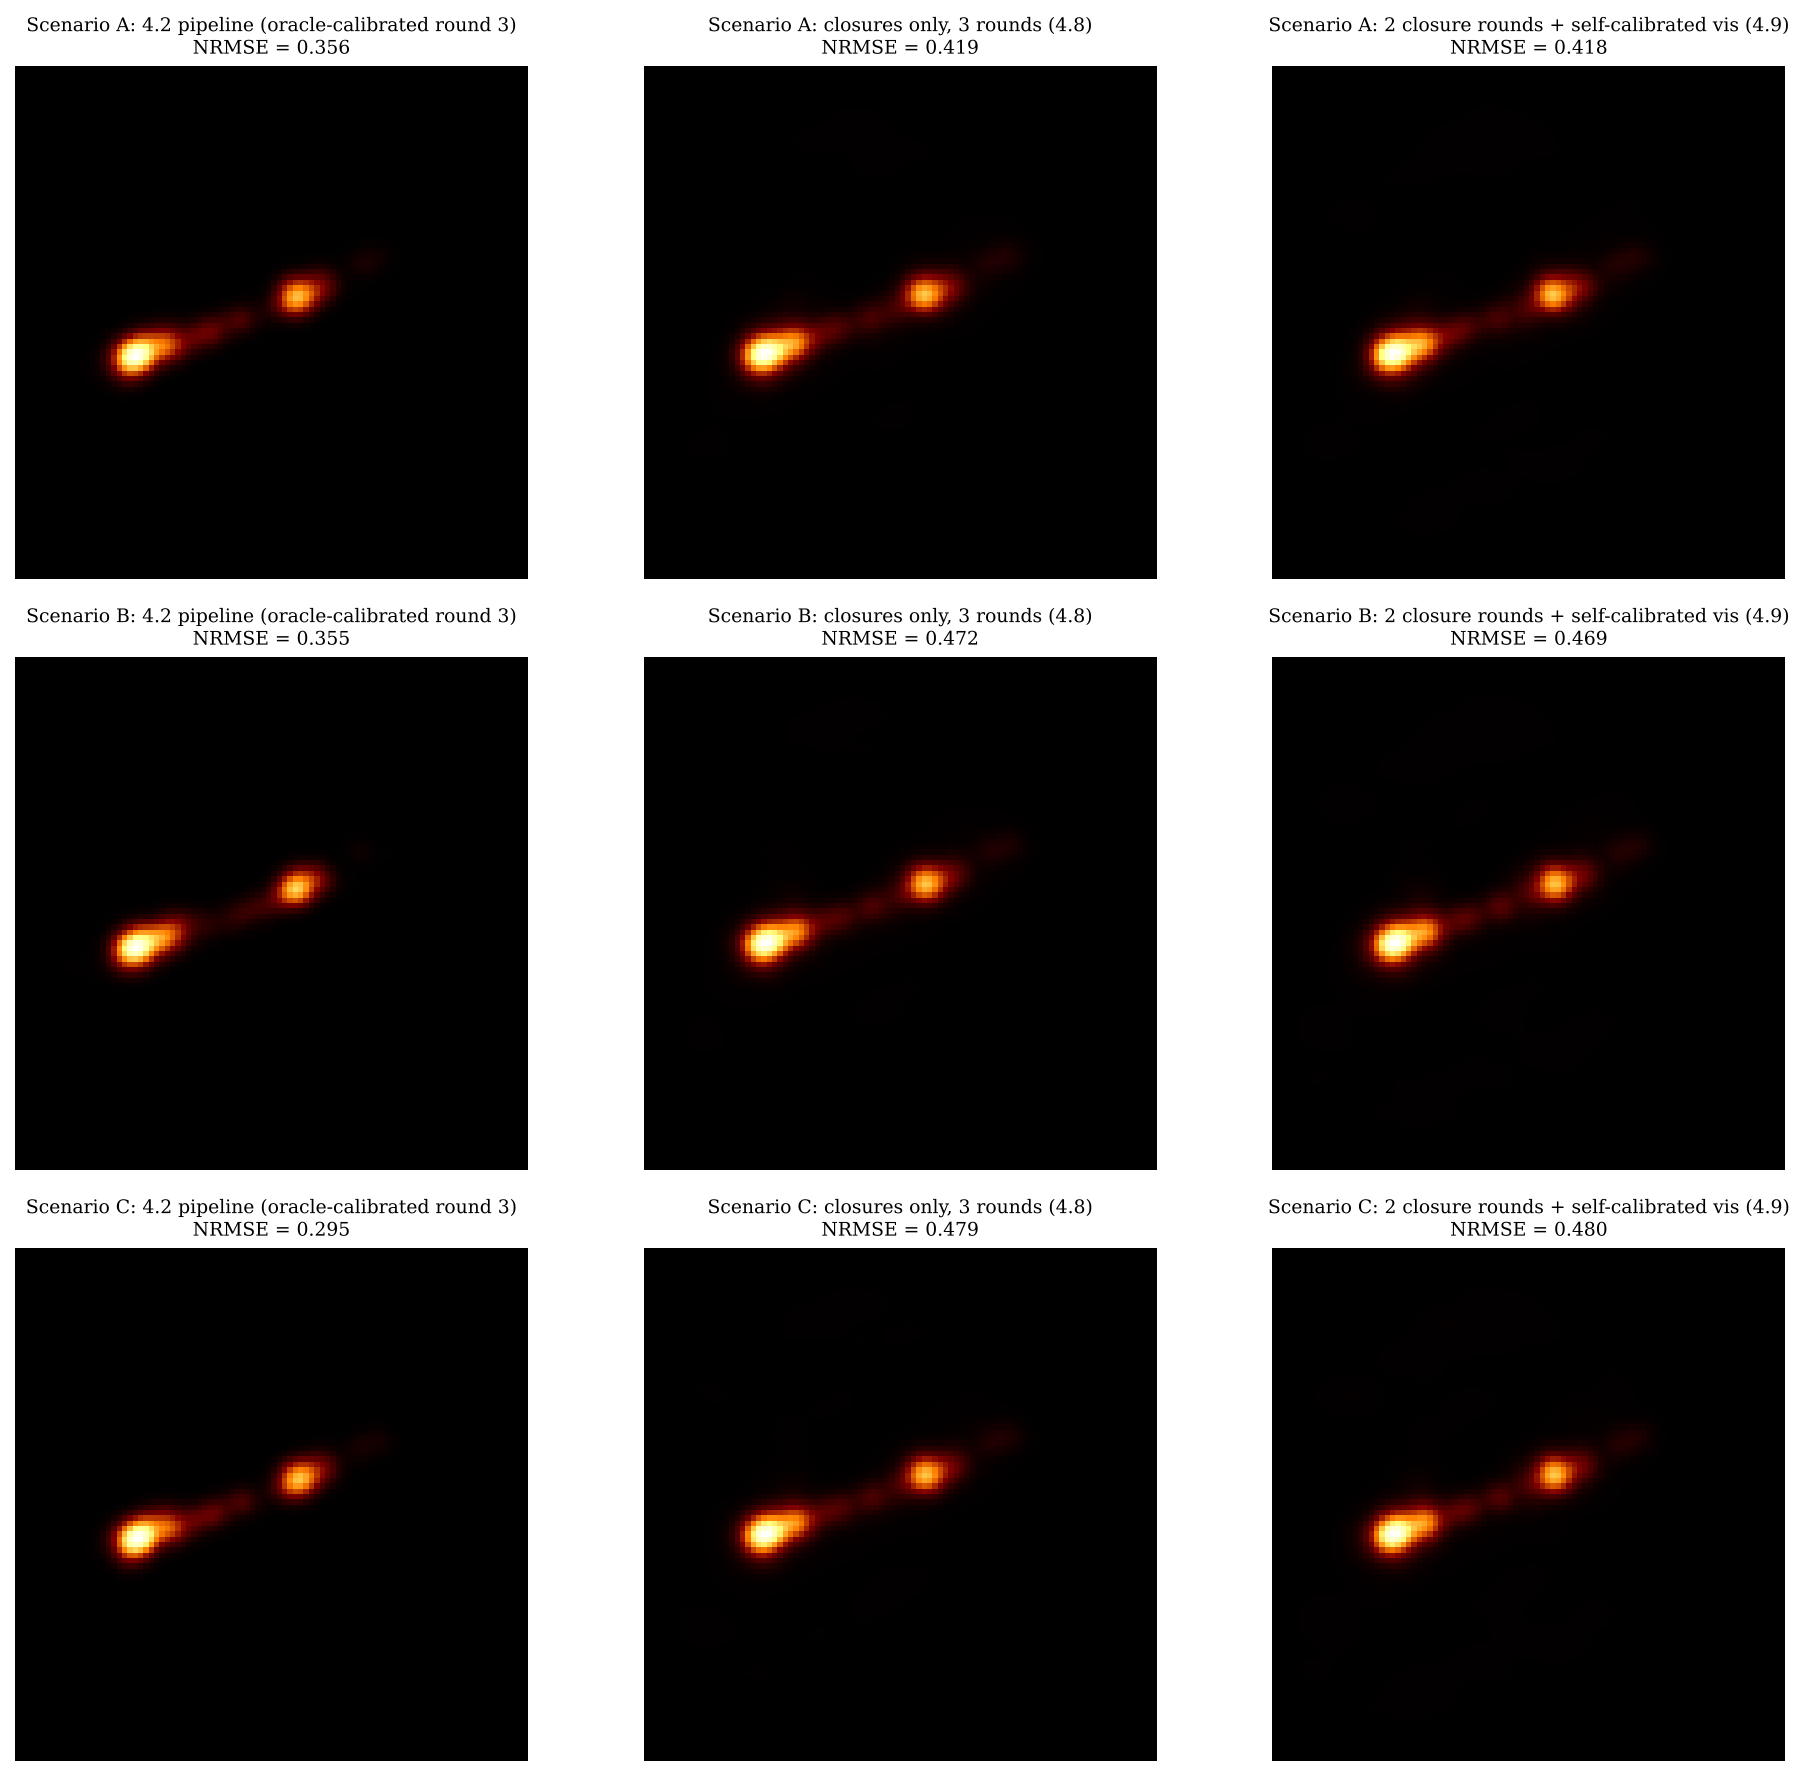 Scenario A: 4.2 pipeline (oracle-calibrated round 3)
NRMSE = 0.356
Scenario A: closures only, 3 rounds (4.8)
NRMSE = 0.419
Scenario A: 2 closure rounds + self-calibrated vis (4.9)
NRMSE = 0.418
Scenario B: 4.2 pipeline (oracle-calibrated round 3)
NRMSE = 0.355
Scenario B: closures only, 3 rounds (4.8)
NRMSE = 0.472
Scenario B: 2 closure rounds + self-calibrated vis (4.9)
NRMSE = 0.469
Scenario C: 4.2 pipeline (oracle-calibrated round 3)
NRMSE = 0.295
Scenario C: closures only, 3 rounds (4.8)
NRMSE = 0.479
Scenario C: 2 closure rounds + self-calibrated vis (4.9)
NRMSE = 0.480